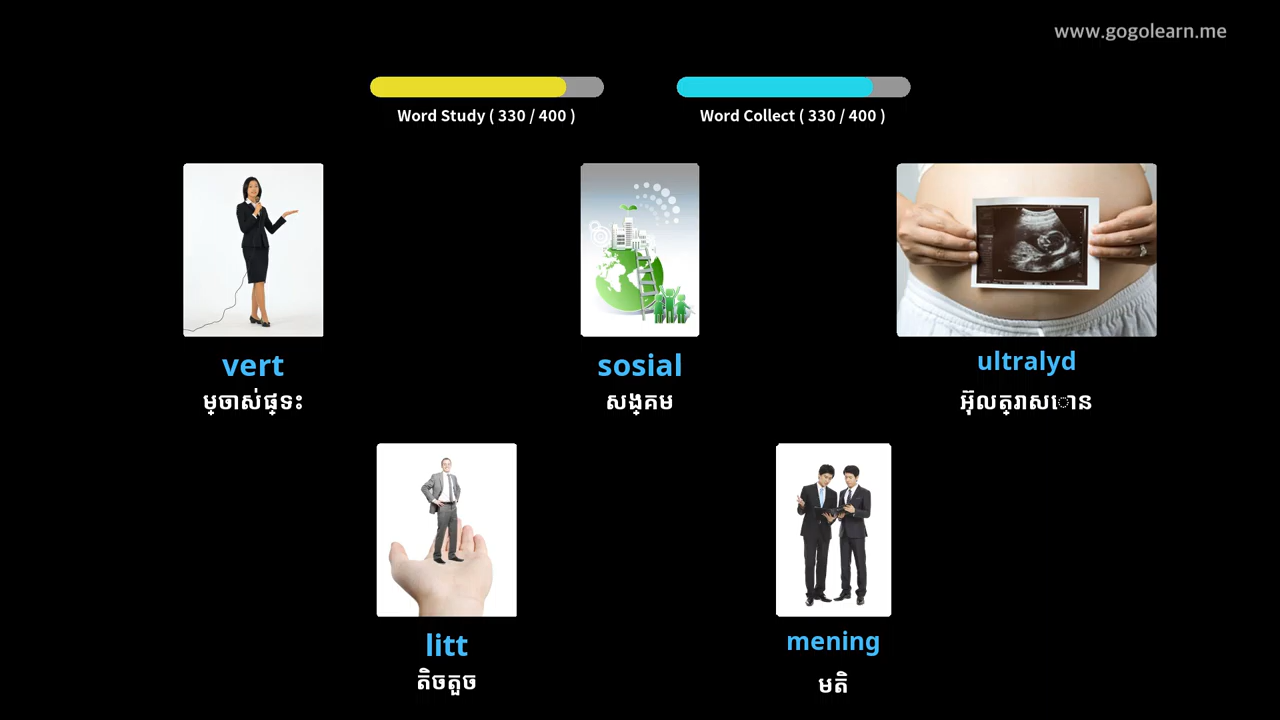 www.gogolearn.me
Word Study ( 330 / 400 )
Word Collect ( 330 / 400 )
vert
ម្ចាស់ផ្ទះ
sosial
សង្គម
ultralyd
អ៊ុលត្រាសោន
litt
តិចតួច
mening
មតិ